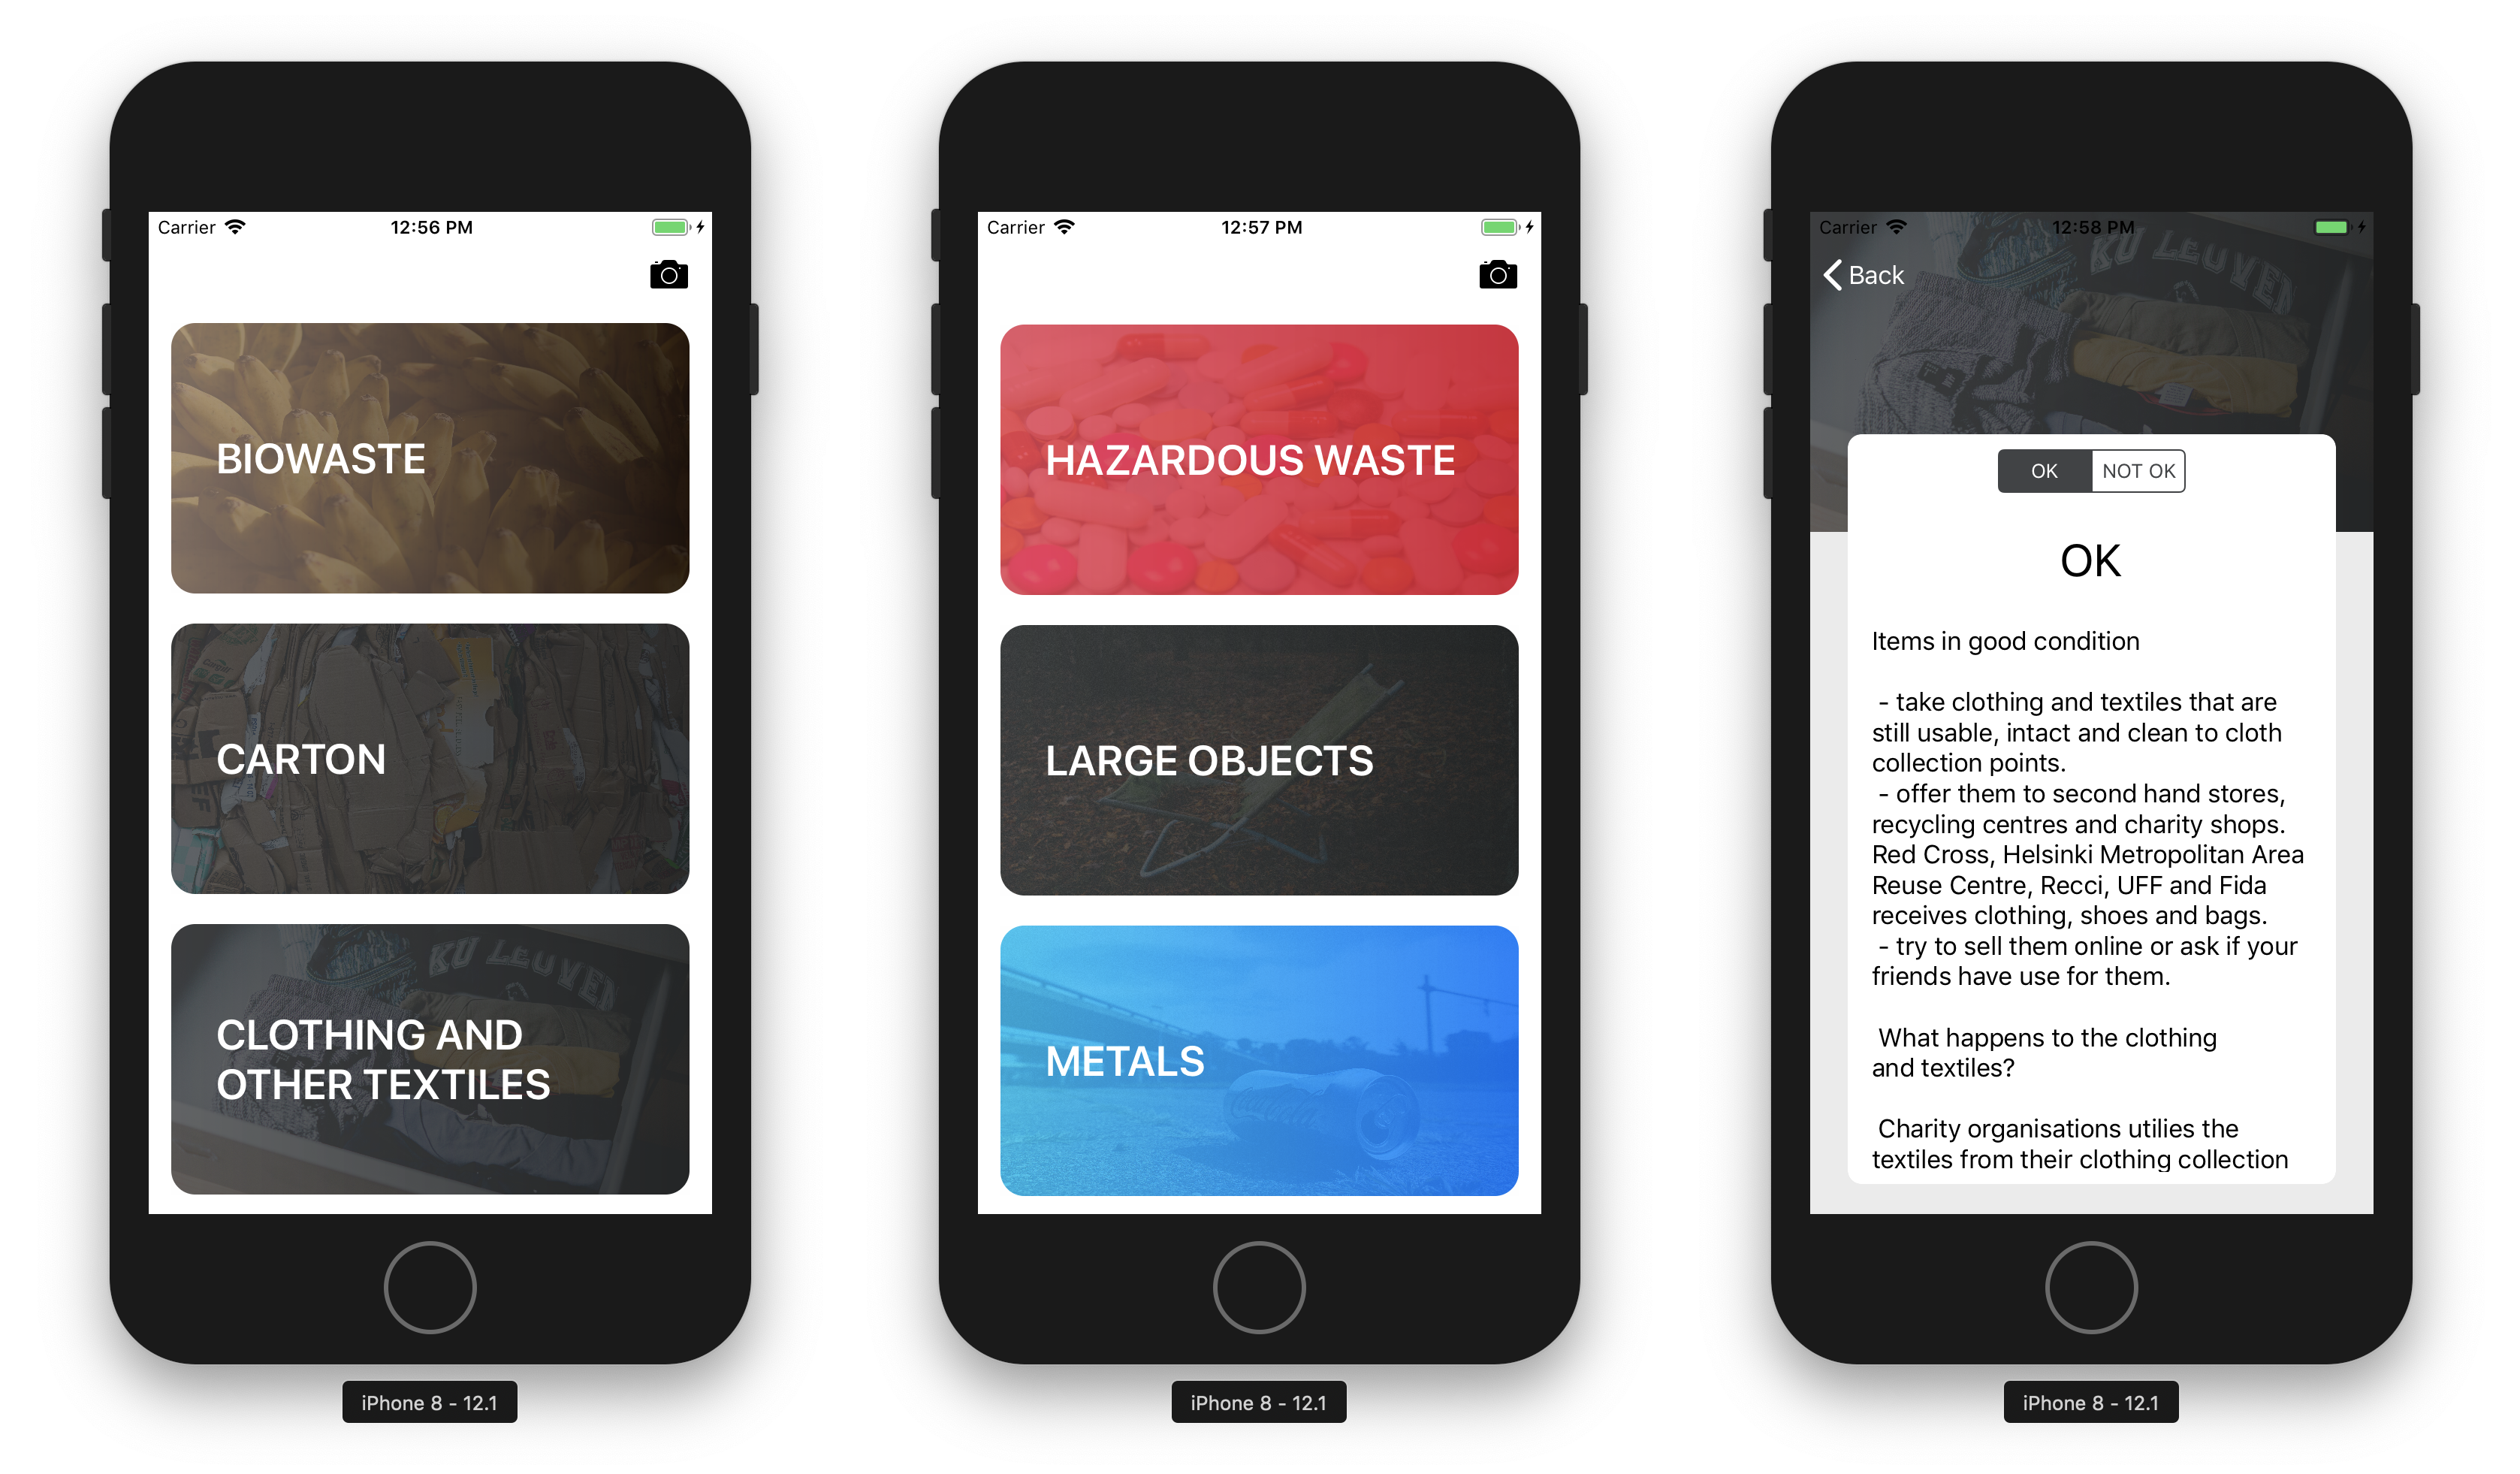 Carrier 12:56 PM
BIOWASTE
CARTON
KU LEUVEN
CLOTHING AND
OTHER TEXTILES
iPhone 8 - 12.1
Carrier 12:57 PM
HAZARDOUS WASTE
LARGE OBJECTS
METALS
iPhone 8 - 12.1
Carrier 12:58 PM
KU LEUVEN
Back
OK NOT OK
OK
Items in good condition
- take clothing and textiles that are
still usable, intact and clean to cloth
collection points.
- offer them to second hand stores,
recycling centres and charity shops.
Red Cross, Helsinki Metropolitan Area
Reuse Centre, Recci, UFF and Fida
receives clothing, shoes and bags.
- try to sell them online or ask if your
friends have use for them.
What happens to the clothing
and textiles?
Charity organisations utilies the
textiles from their clothing collection
iPhone 8 - 12.1